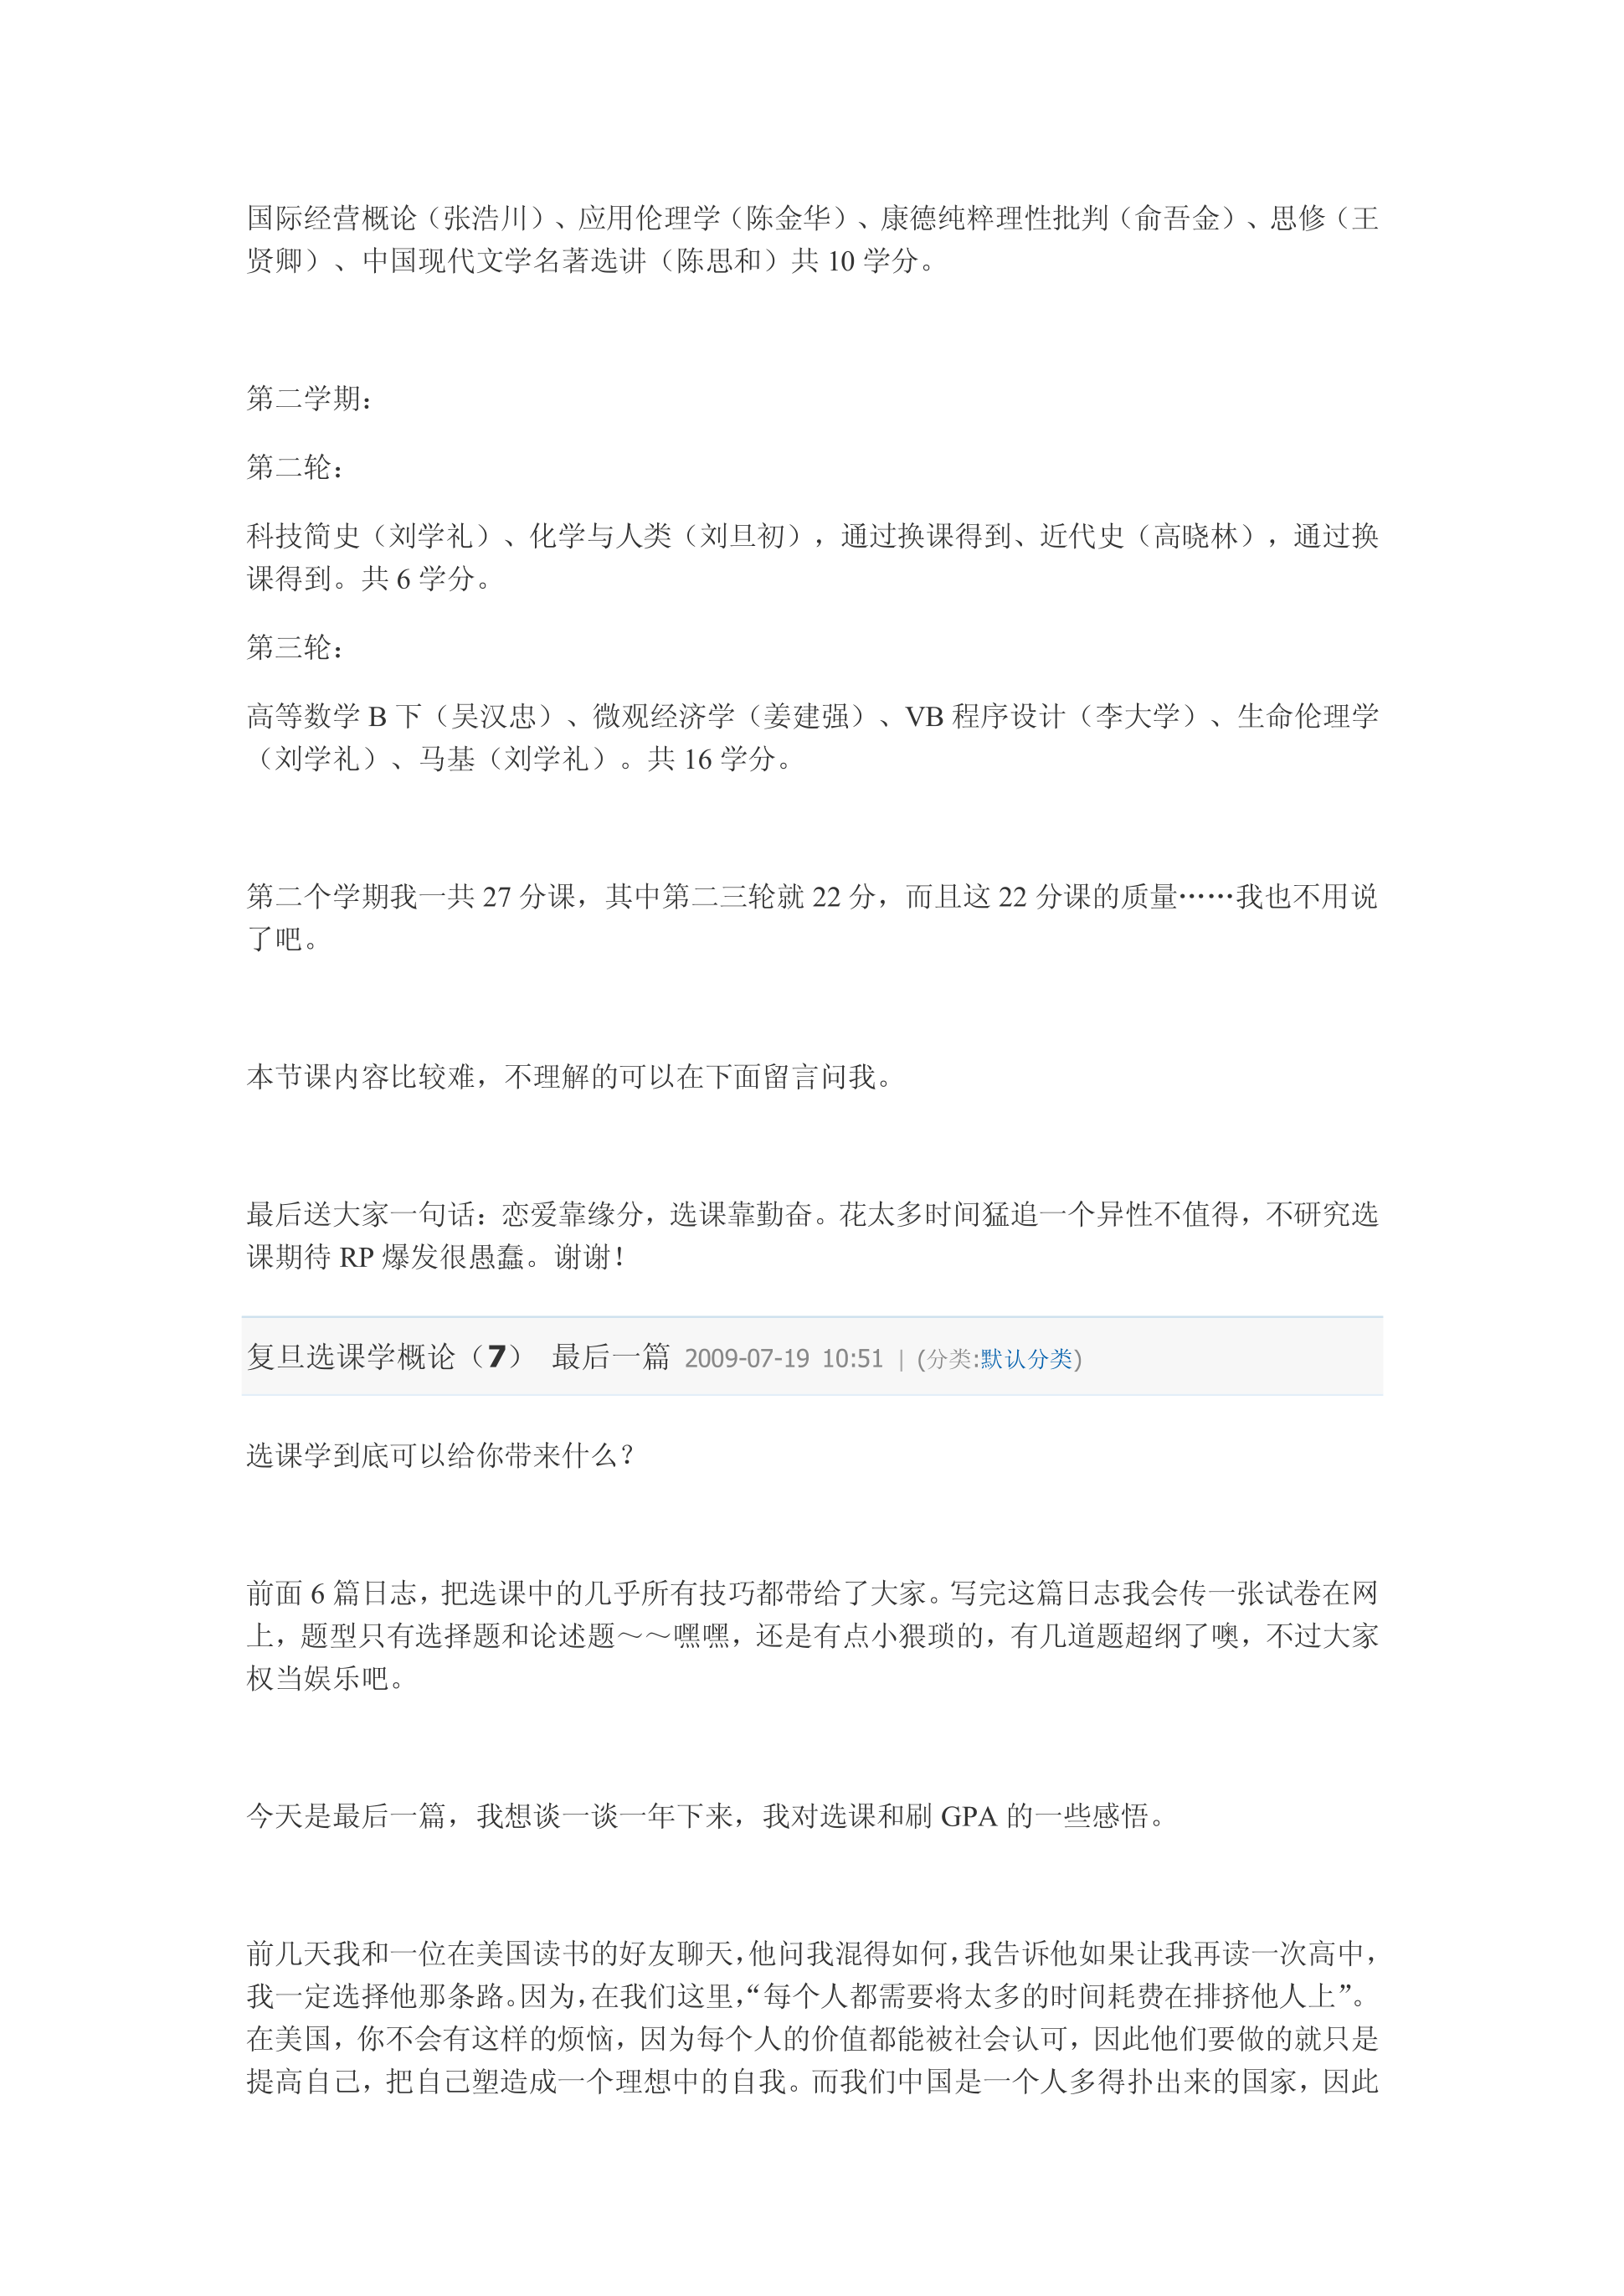 国际经营概论（张浩川）、应用伦理学（陈金华）、康德纯粹理性批判（俞吾金）、思修（王
贤卿）、中国现代文学名著选讲（陈思和）共 10 学分。
第二学期：
第二轮：
科技简史（刘学礼）、化学与人类（刘旦初），通过换课得到、近代史（高晓林），通过换
课得到。共 6 学分。
第三轮：
高等数学 B 下（吴汉忠）、微观经济学（姜建强）、VB 程序设计（李大学）、生命伦理学
（刘学礼）、马基（刘学礼）。共 16 学分。
第二个学期我一共 27 分课，其中第二三轮就 22 分，而且这 22 分课的质量……我也不用说
了吧。
本节课内容比较难，不理解的可以在下面留言问我。
最后送大家一句话：恋爱靠缘分，选课靠勤奋。花太多时间猛追一个异性不值得，不研究选
课期待 RP 爆发很愚蠢。谢谢！
复旦选课学概论（7） 最后一篇 2009-07-19 10:51 | (分类:默认分类)
选课学到底可以给你带来什么？
前面 6 篇日志，把选课中的几乎所有技巧都带给了大家。写完这篇日志我会传一张试卷在网
上，题型只有选择题和论述题～～嘿嘿，还是有点小猥琐的，有几道题超纲了噢，不过大家
权当娱乐吧。
今天是最后一篇，我想谈一谈一年下来，我对选课和刷 GPA 的一些感悟。
前几天我和一位在美国读书的好友聊天，他问我混得如何，我告诉他如果让我再读一次高中，
我一定选择他那条路。因为，在我们这里，“每个人都需要将太多的时间耗费在排挤他人上”。
在美国，你不会有这样的烦恼，因为每个人的价值都能被社会认可，因此他们要做的就只是
提高自己，把自己塑造成一个理想中的自我。而我们中国是一个人多得扑出来的国家，因此